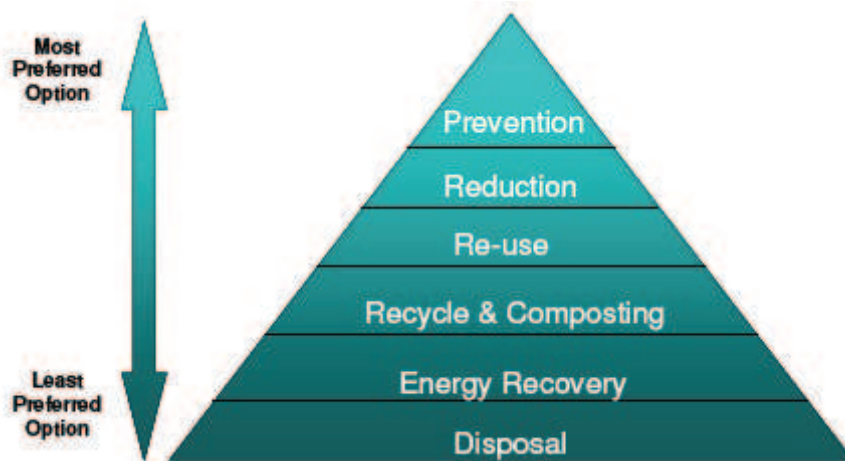 Most
Preferred
Option
Prevention
Reduction
Re-use
Recycle & Composting
Energy Recovery
Least
Preferred
Option
Disposal